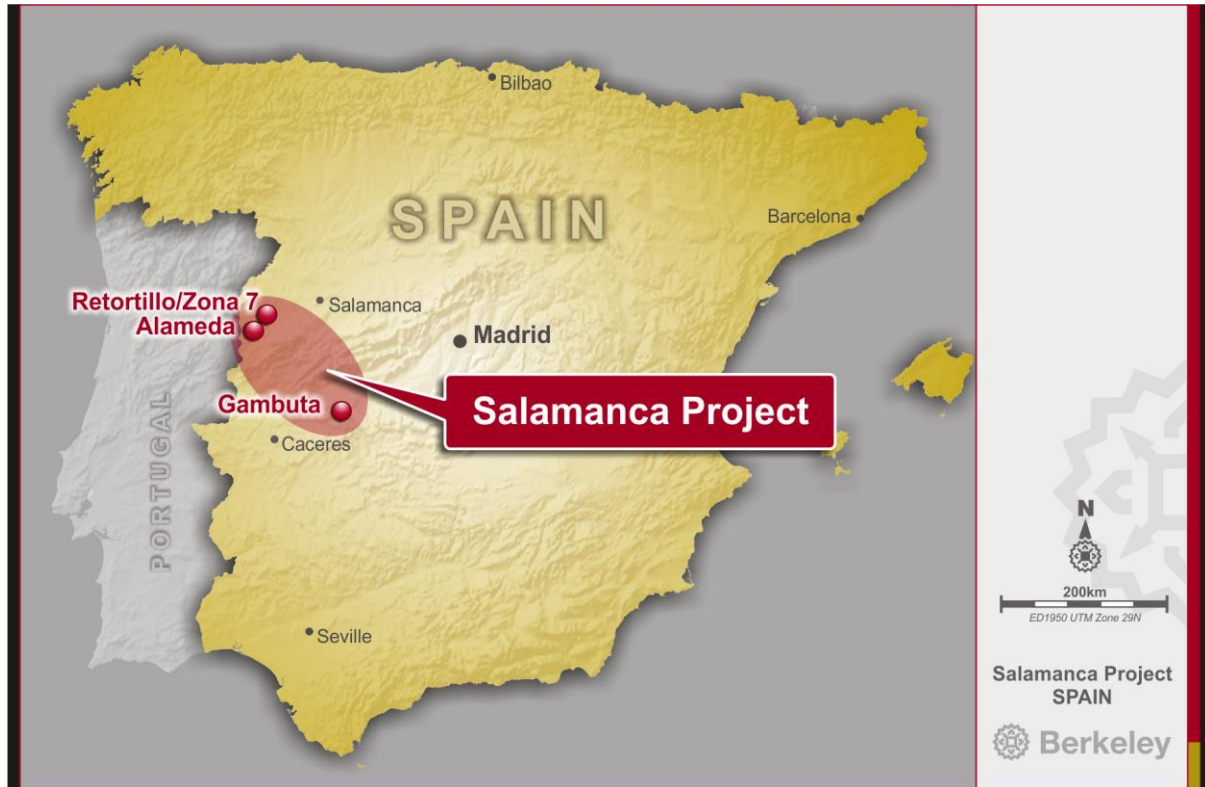 Bilbao
SPAIN
Barcelona
Salamanca
Retortillo/Zona 7
Alameda
Madrid
Salamanca Project
Gambuta
Caceres
PORTUGAL
Seville
N
200km
ED1950 UTM Zone 29N
Salamanca Project
SPAIN
Berkeley